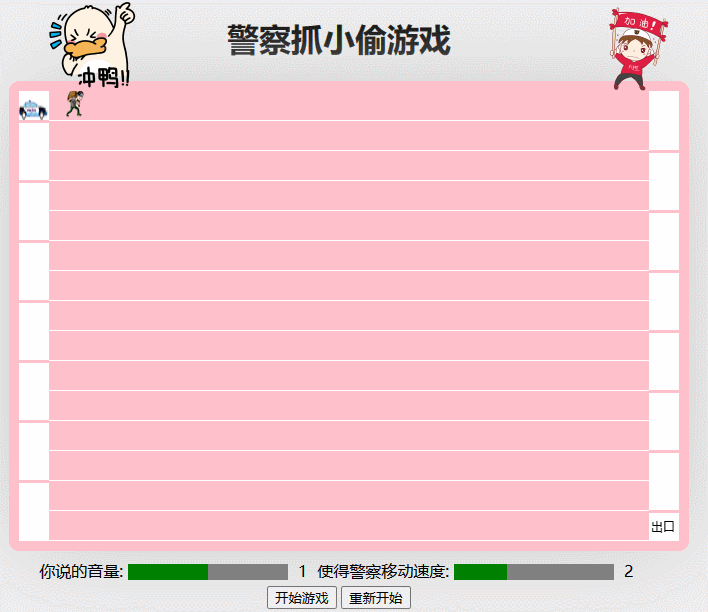 警察抓小偷游戏
加油!
冲鸭!!
出口
你说的音量: 1 使得警察移动速度: 2
开始游戏 重新开始